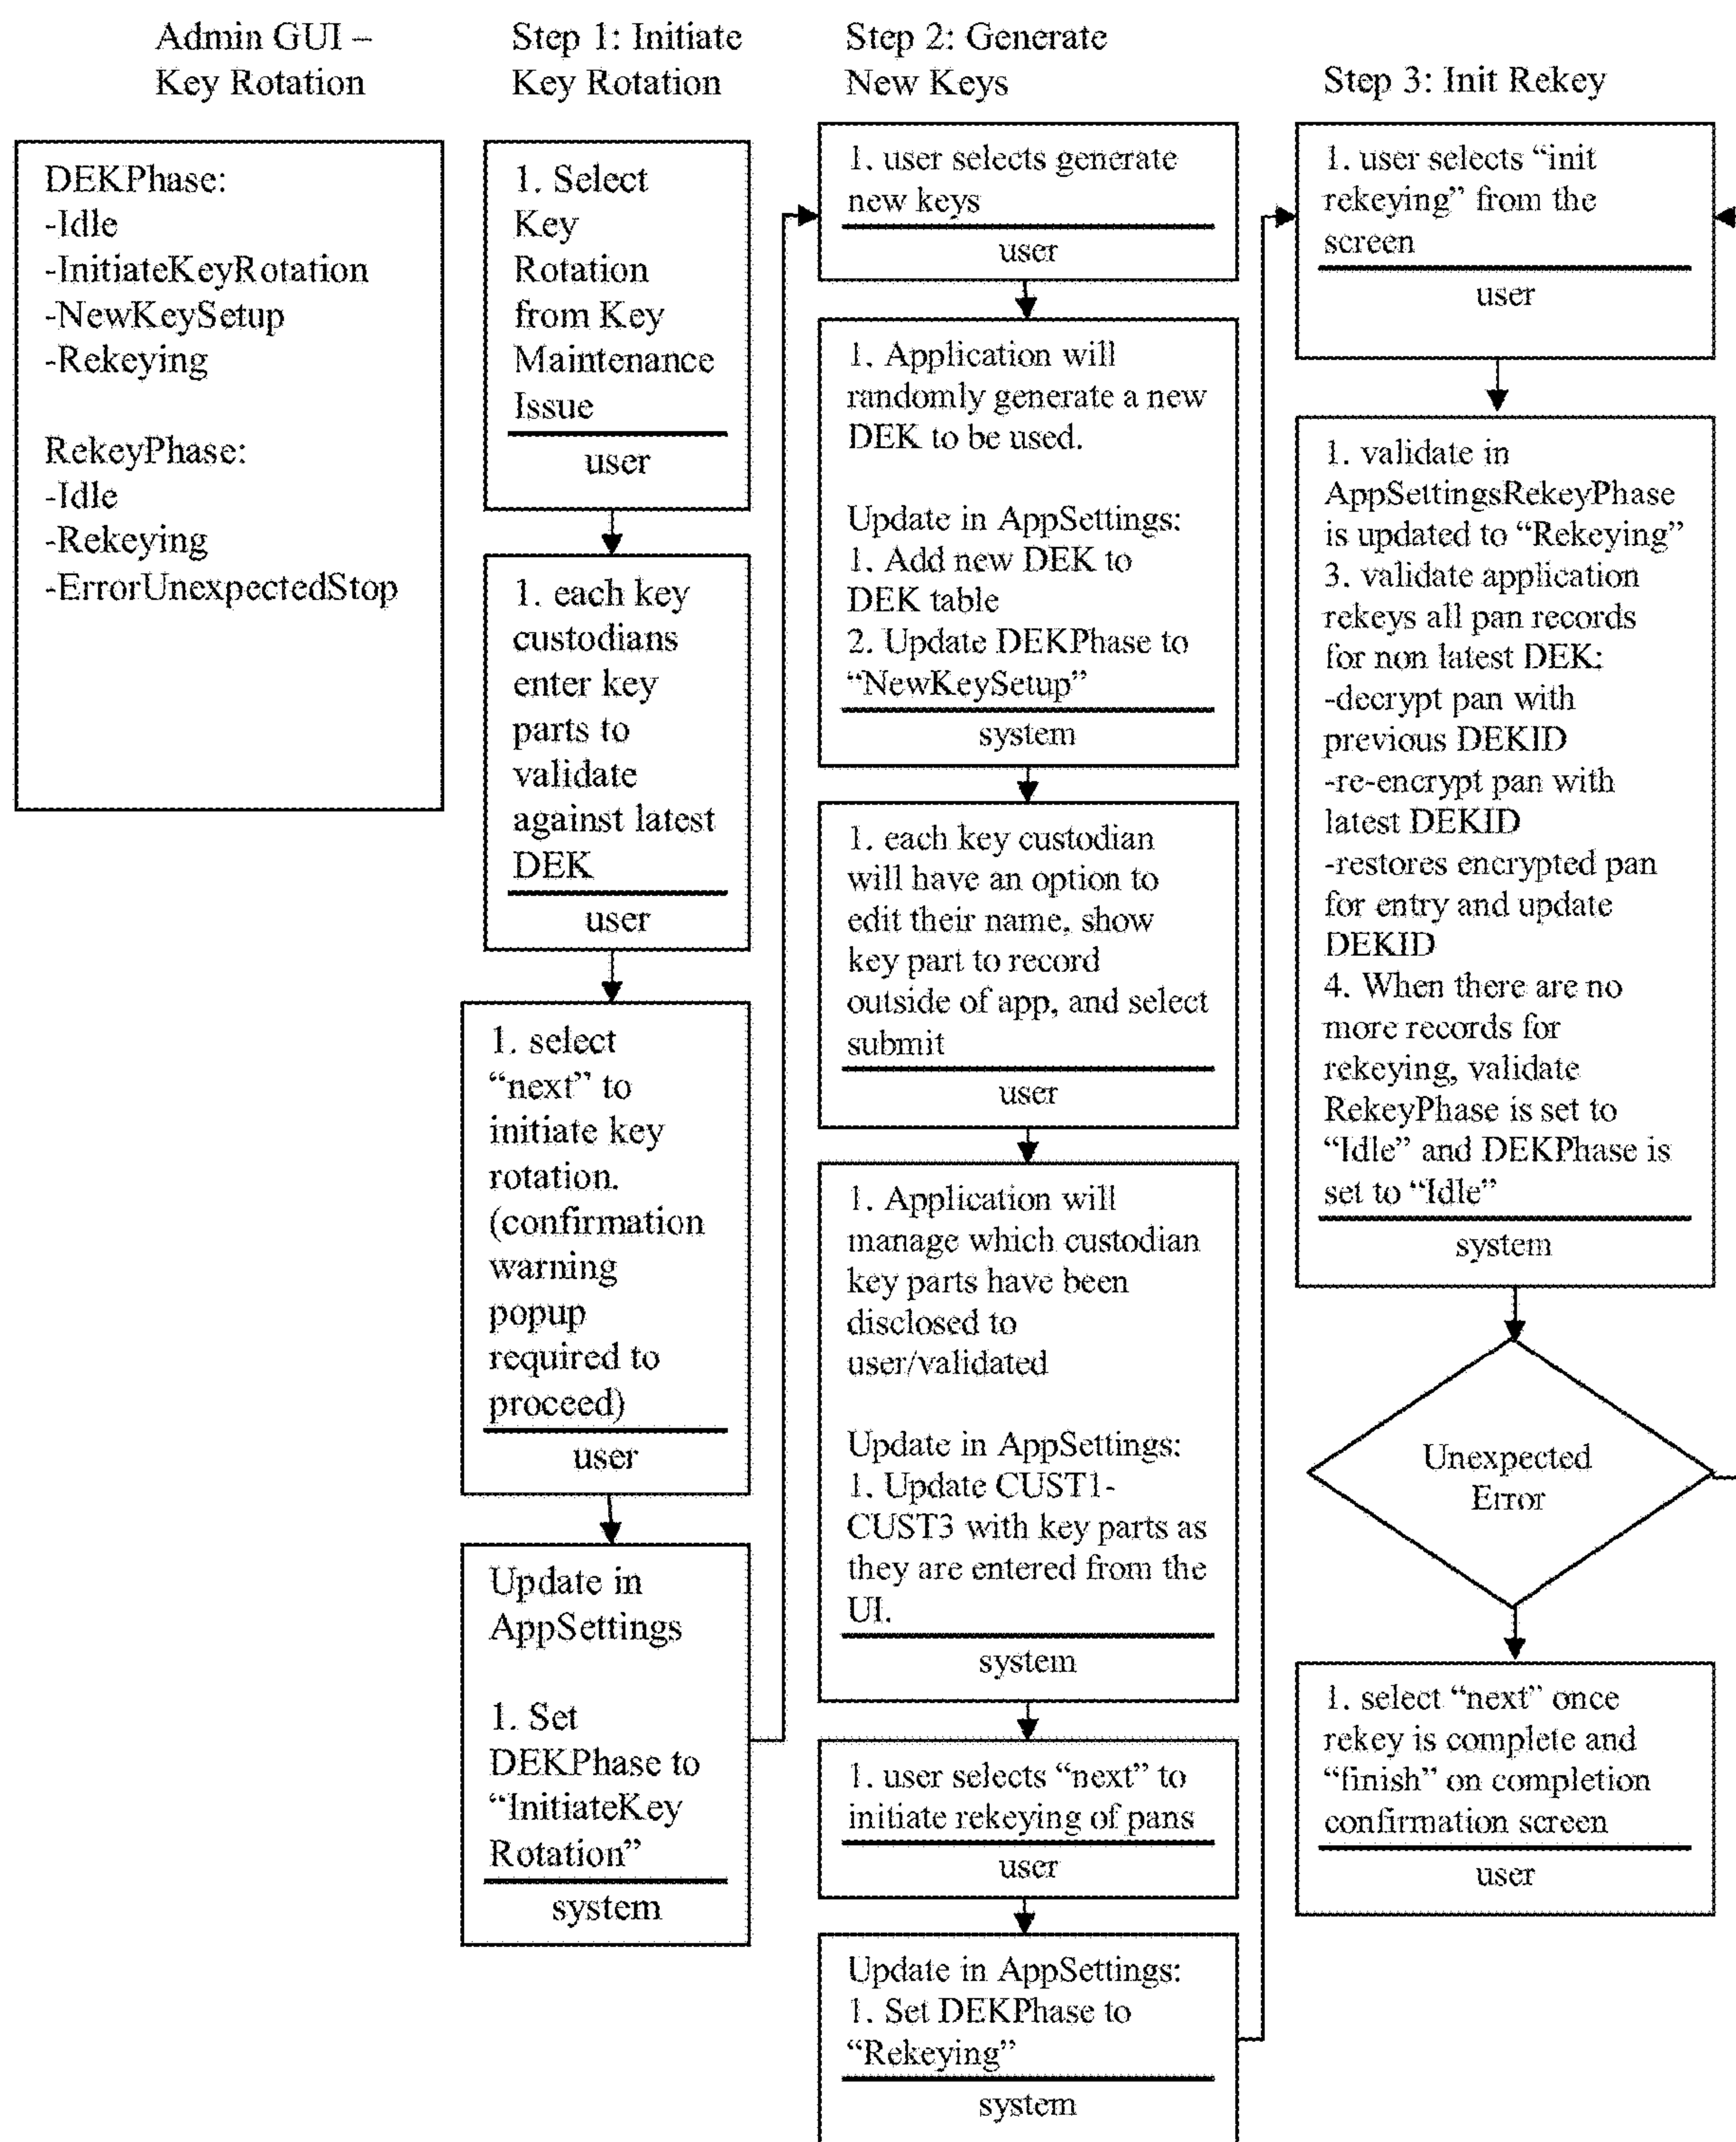 Admin GUI –
Key Rotation
DEKPhase:
-Idle
-InitiateKeyRotation
-NewKeySetup
-Rekeying
RekeyPhase:
-Idle
-Rekeying
-ErrorUnexpectedStop
Step 1: Initiate
Key Rotation
1. Select
Key
Rotation
from Key
Maintenance
Issue
user
1. each key
custodians
enter key
parts to
validate
against latest
DEK
user
1. select
“next” to
initiate key
rotation.
(confirmation
warning
popup
required to
proceed)
user
Update in
AppSettings
1. Set
DEKPhase to
“InitiateKey
Rotation”
system
Step 2: Generate
New Keys
1. user selects generate
new keys
user
1. Application will
randomly generate a new
DEK to be used.
Update in AppSettings:
1. Add new DEK to
DEK table
2. Update DEKPhase to
“NewKeySetup”
system
1. each key custodian
will have an option to
edit their name, show
key part to record
outside of app, and select
submit
user
1. Application will
manage which custodian
key parts have been
disclosed to
user/validated
Update in AppSettings:
1. Update CUST1-
CUST3 with key parts as
they are entered from the
UI.
system
1. user selects “next” to
initiate rekeying of pans
user
Update in AppSettings:
1. Set DEKPhase to
“Rekeying”
system
Step 3: Init Rekey
1. user selects “init
rekeying” from the
screen
user
1. validate in
AppSettingsRekeyPhase
is updated to “Rekeying”
3. validate application
rekeys all pan records
for non latest DEK:
-decrypt pan with
previous DEKID
-re-encrypt pan with
latest DEKID
-restores encrypted pan
for entry and update
DEKID
4. When there are no
more records for
rekeying, validate
RekeyPhase is set to
“Idle” and DEKPhase is
set to “Idle”
system
Unexpected
Error
1. select “next” once
rekey is complete and
“finish” on completion
confirmation screen
user